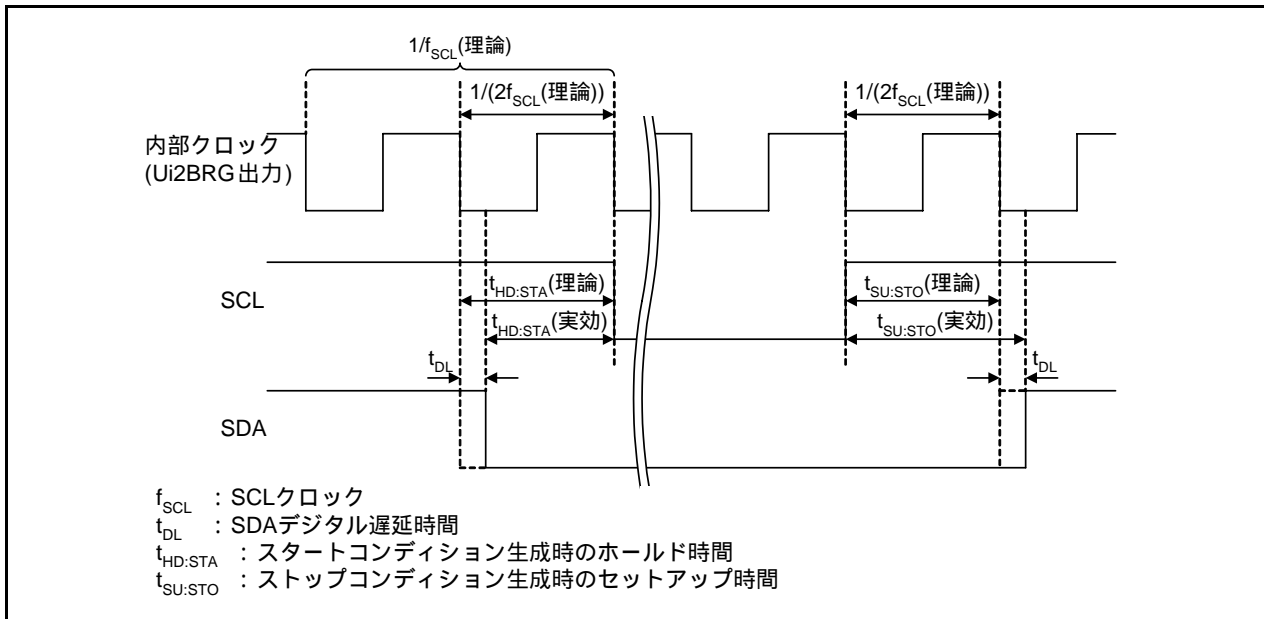 1/fSCL(理論)
1/(2fSCL(理論)) 1/(2fSCL(理論))
内部クロック
(Ui2BRG出力)
tHD:STA(理論) tSU:STO(理論)
SCL
tHD:STA(実効) tSU:STO(実効)
tDL tDL
SDA
fSCL :SCLクロック
tDL :SDAデジタル遅延時間
tHD:STA :スタートコンディション生成時のホールド時間
tSU:STO :ストップコンディション生成時のセットアップ時間